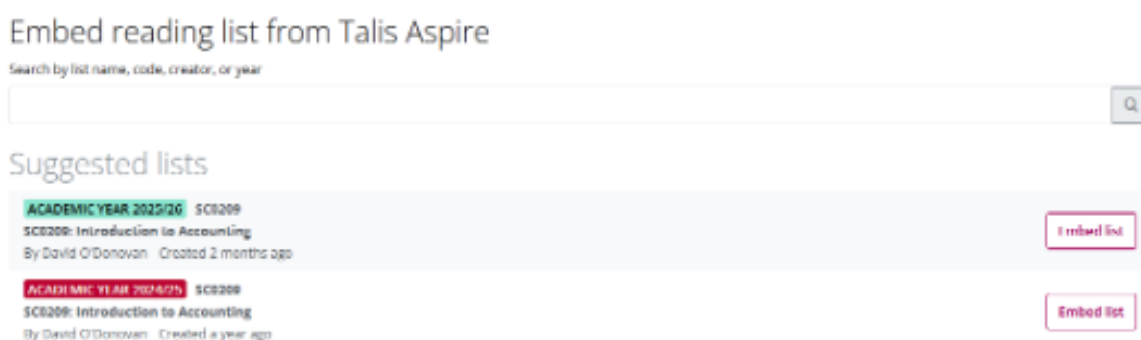 Embed reading list from Talis Aspire
Search by list name, code, creator, or year
Suggested lists
ACADEMIC YEAR 2025/26 SC0209
SC0209: Introduction to Accounting
By David O'Donovan Created 2 months ago
Embed list
ACADEMIC YEAR 2024/25 SC0209
SC0209: Introduction to Accounting
By David O'Donovan Created a year ago
Embed list